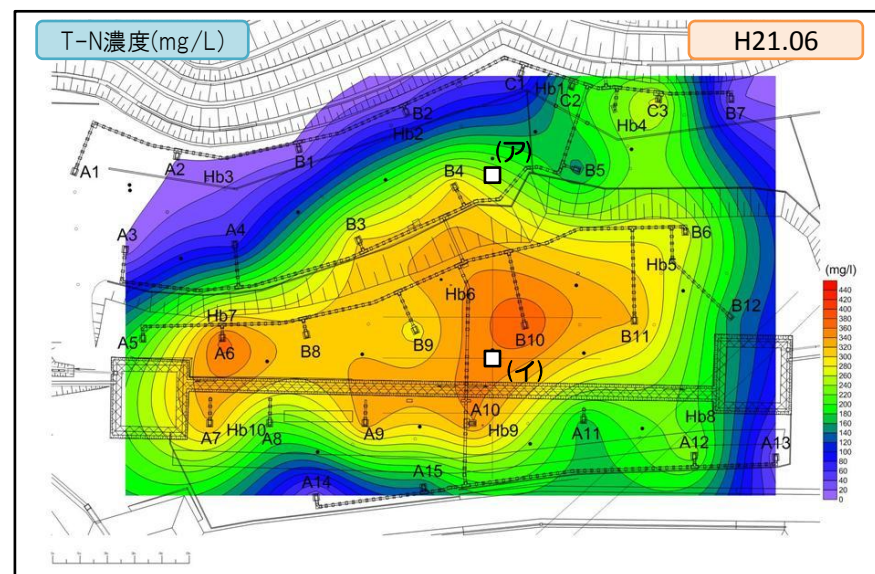 T-N濃度(mg/L)
H21.06
C1
Hb1
C2
B2
Hb4
C3
B7
Hb2
B1
A2
A1
Hb3
(ア)
B5
B4
A3
A4
B3
B6
Hb5
(mg/l)
440
420
400
380
360
340
320
300
280
260
240
220
200
180
160
140
120
100
80
60
40
20
0
Hb6
B12
Hb7
A5
A6
B8
B9
B10
B11
(イ)
A10
Hb8
A7
Hb10
A8
A9
Hb9
A11
A12
A13
A14
A15